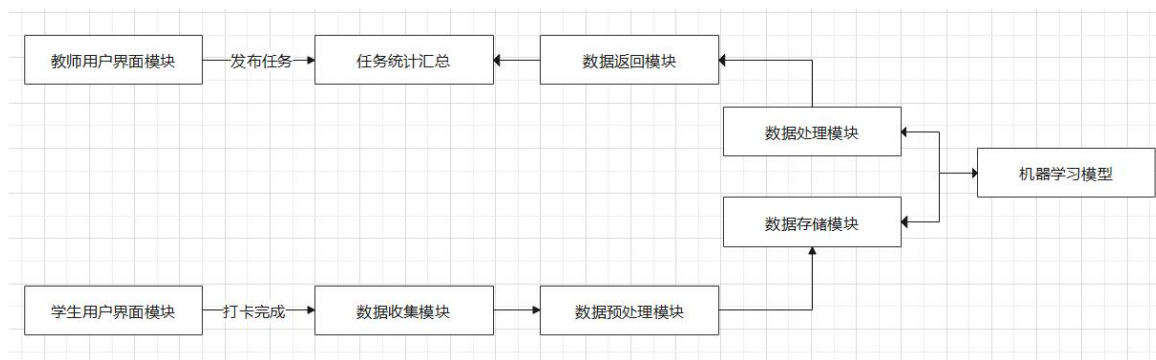 教师用户界面模块
发布任务
任务统计汇总
数据返回模块
数据处理模块
机器学习模型
数据存储模块
学生用户界面模块
打卡完成
数据收集模块
数据预处理模块